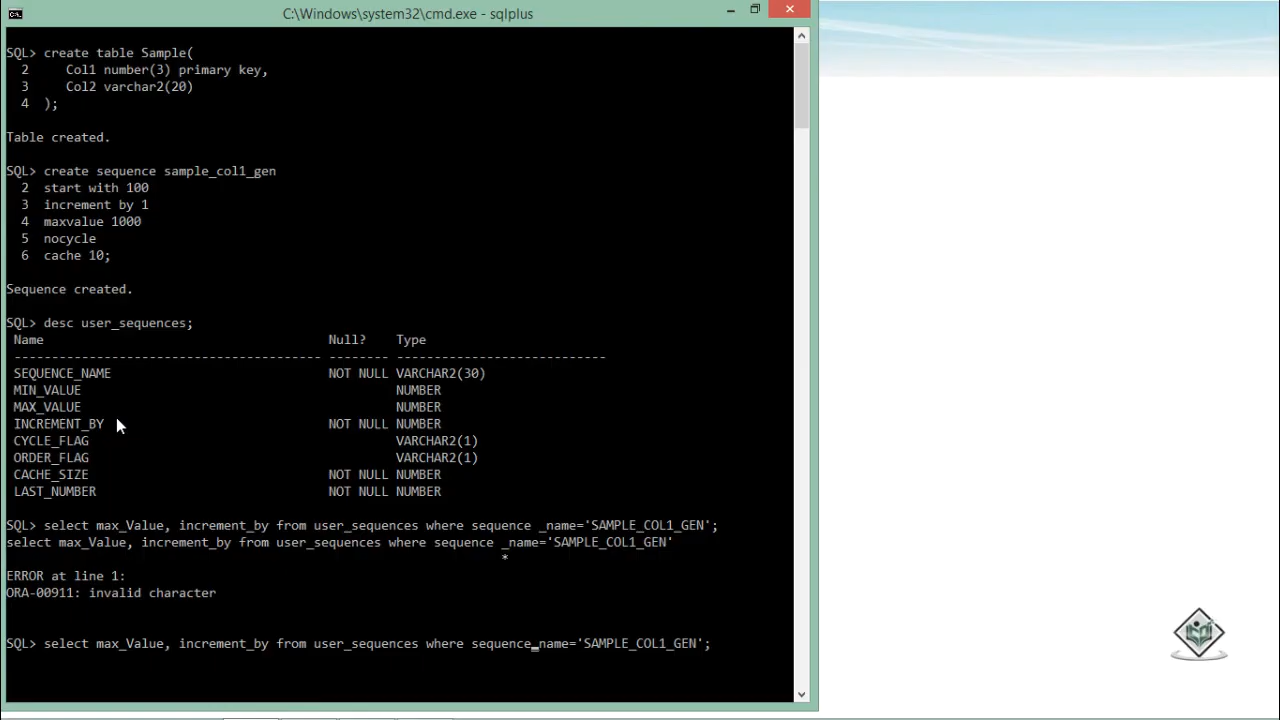 C:\Windows\system32\cmd.exe - sqlplus
SQL> create table Sample(
2 Col1 number(3) primary key,
3 Col2 varchar2(20)
4 );
Table created.
SQL> create sequence sample_col1_gen
2 start with 100
3 increment by 1
4 maxvalue 1000
5 nocycle
6 cache 10;
Sequence created.
SQL> desc user_sequences;
Name Null? Type
----------------------------------------- -------- ----------------------------
SEQUENCE_NAME NOT NULL VARCHAR2(30)
MIN_VALUE NUMBER
MAX_VALUE NUMBER
INCREMENT_BY NOT NULL NUMBER
CYCLE_FLAG VARCHAR2(1)
ORDER_FLAG VARCHAR2(1)
CACHE_SIZE NOT NULL NUMBER
LAST_NUMBER NOT NULL NUMBER
SQL> select max_Value, increment_by from user_sequences where sequence _name='SAMPLE_COL1_GEN';
select max_Value, increment_by from user_sequences where sequence _name='SAMPLE_COL1_GEN'
*
ERROR at line 1:
ORA-00911: invalid character
SQL> select max_Value, increment_by from user_sequences where sequence_name='SAMPLE_COL1_GEN';